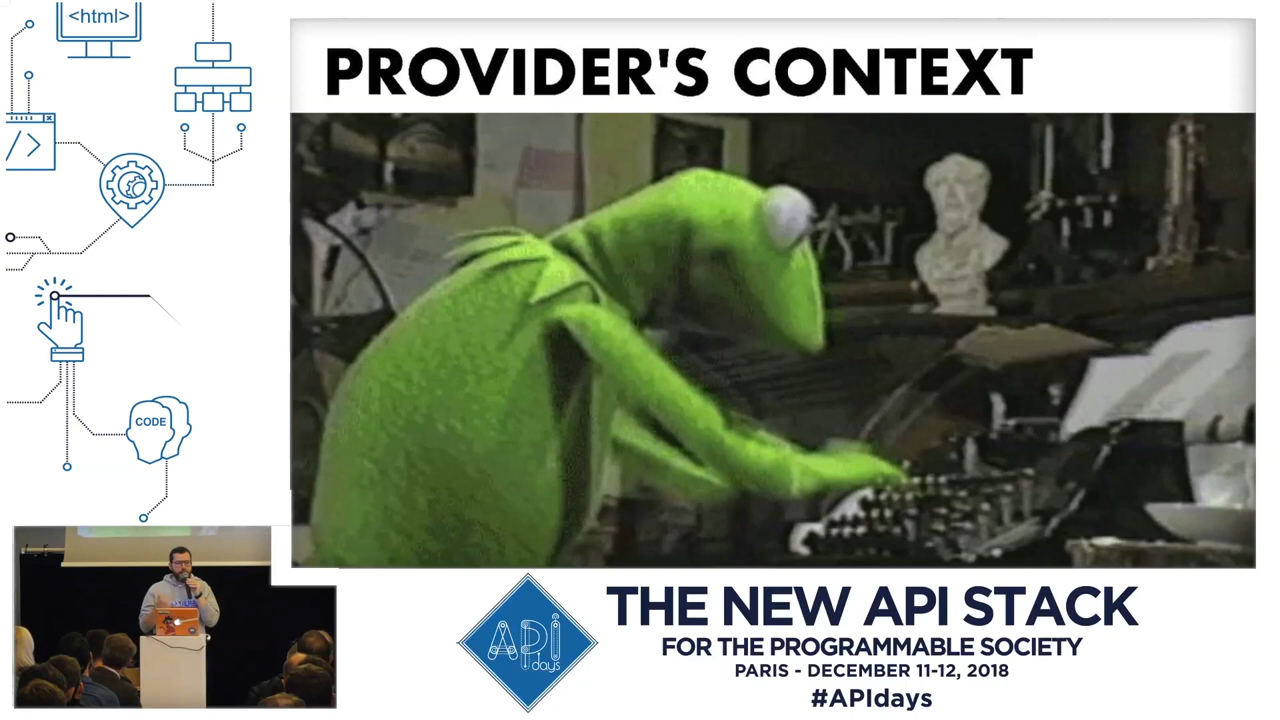 <html>
PROVIDER'S CONTEXT
</>
CODE
API
days
THE NEW API STACK
FOR THE PROGRAMMABLE SOCIETY
PARIS - DECEMBER 11-12, 2018
#APIdays